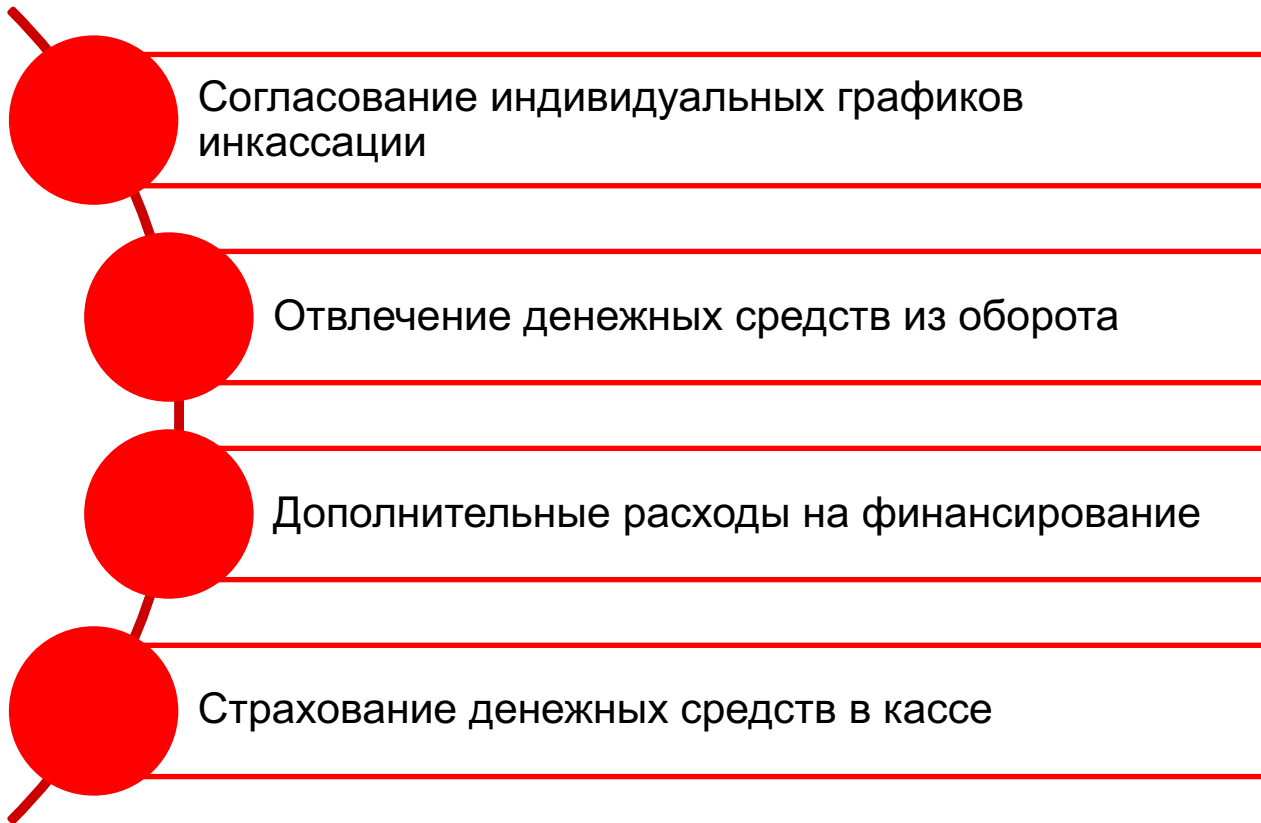 Согласование индивидуальных графиков
инкассации
Отвлечение денежных средств из оборота
Дополнительные расходы на финансирование
Страхование денежных средств в кассе